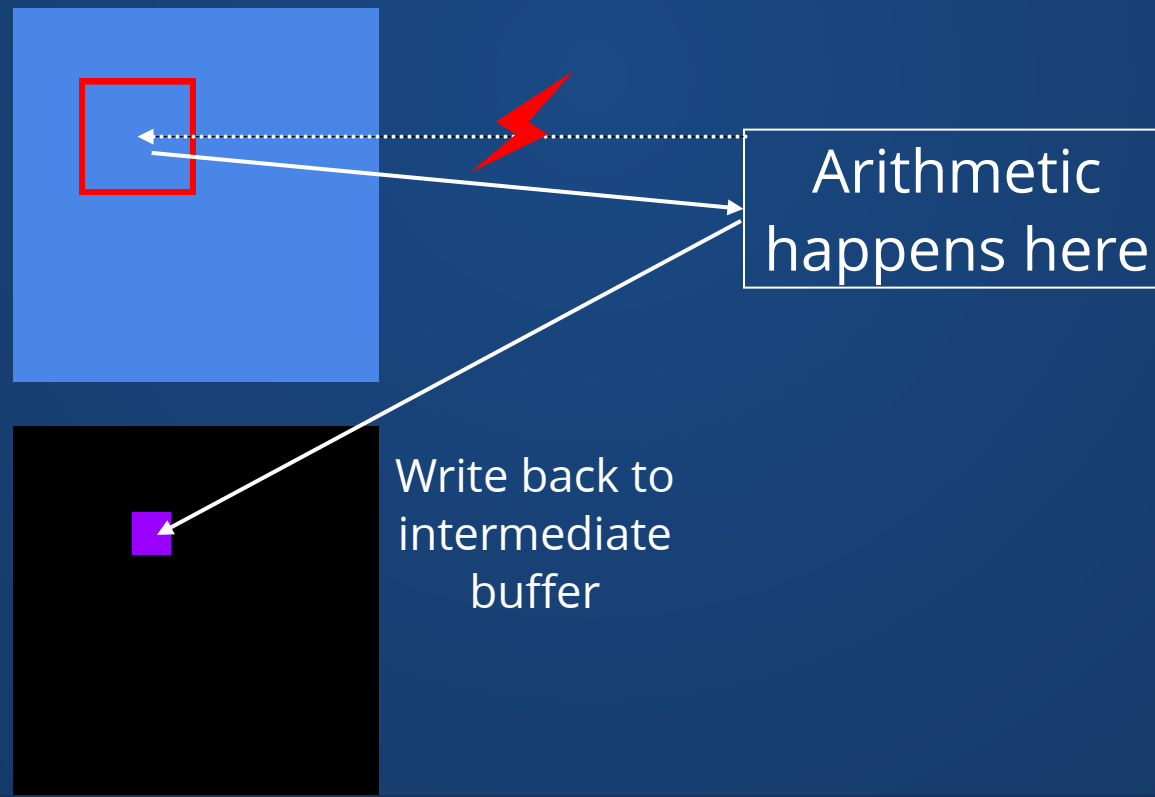 Arithmetic
happens here
Write back to
intermediate
buffer